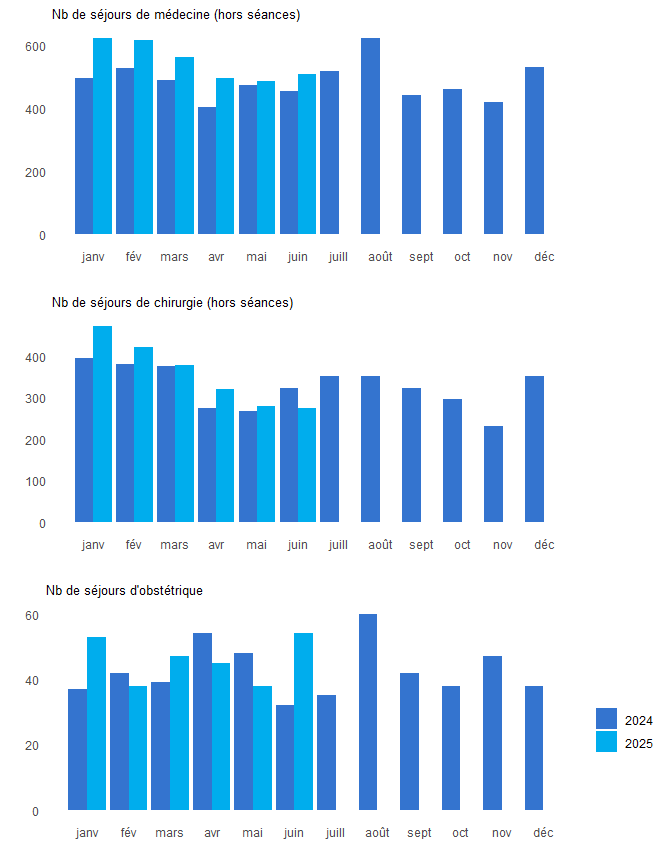 Nb de séjours de médecine (hors séances)
600
400
200
0
janv fév mars avr mai juin juill août sept oct nov déc
Nb de séjours de chirurgie (hors séances)
400
300
200
100
0
janv fév mars avr mai juin juill août sept oct nov déc
Nb de séjours d'obstétrique
60
40
20
0
janv fév mars avr mai juin juill août sept oct nov déc
2024
2025